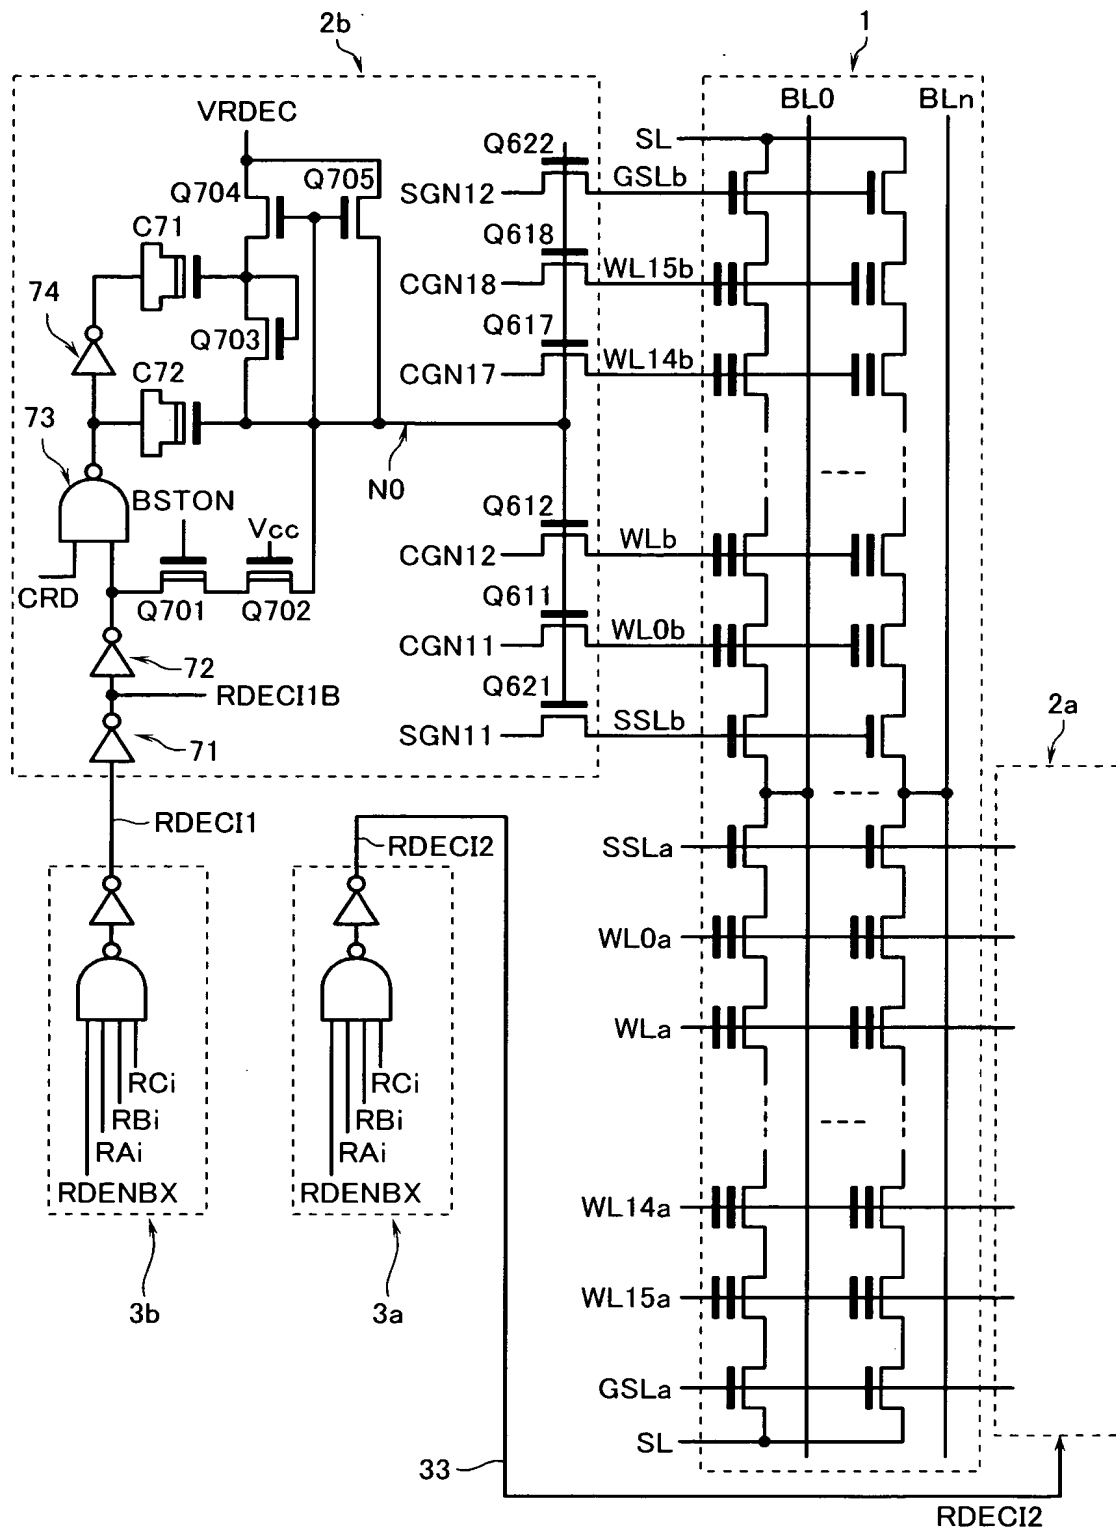 2b
1
VRDEC
BL0
BLn
Q622
SL
Q704
Q705
SGN12
GSLb
C71
Q618
74
CGN18
WL15b
Q703
Q617
C72
CGN17
WL14b
73
BSTON
N0
Vcc
Q612
CGN12
WLb
CRD
Q701
Q702
Q611
CGN11
WL0b
72
RDECI1B
Q621
2a
71
SGN11
SSLb
RDECI1
RDECI2
SSLa
WL0a
WLa
RCi
RCi
RBi
RBi
RAi
RAi
RDENBX
RDENBX
WL14a
3b
3a
WL15a
GSLa
SL
33
RDECI2